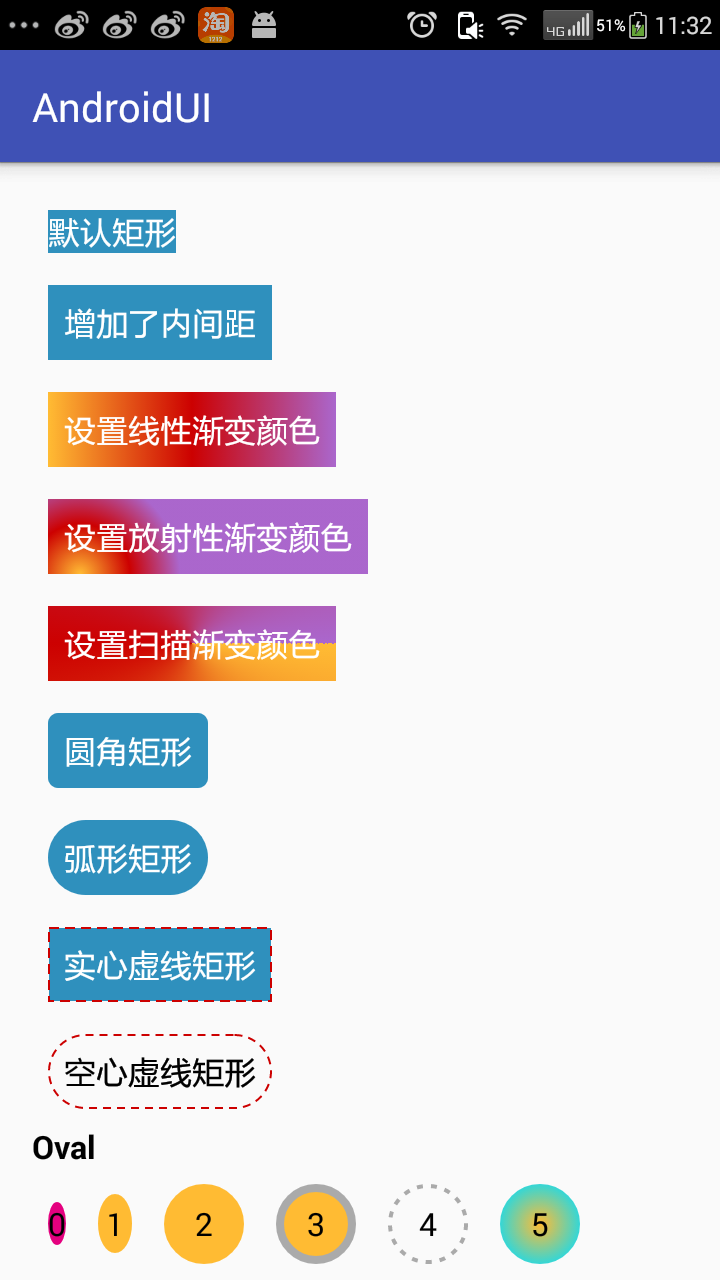 淘
1212
4G 51% 11:32
AndroidUI
默认矩形
增加了内间距
设置线性渐变颜色
设置放射性渐变颜色
设置扫描渐变颜色
圆角矩形
弧形矩形
实心虚线矩形
空心虚线矩形
Oval
0 1 2 3 4 5